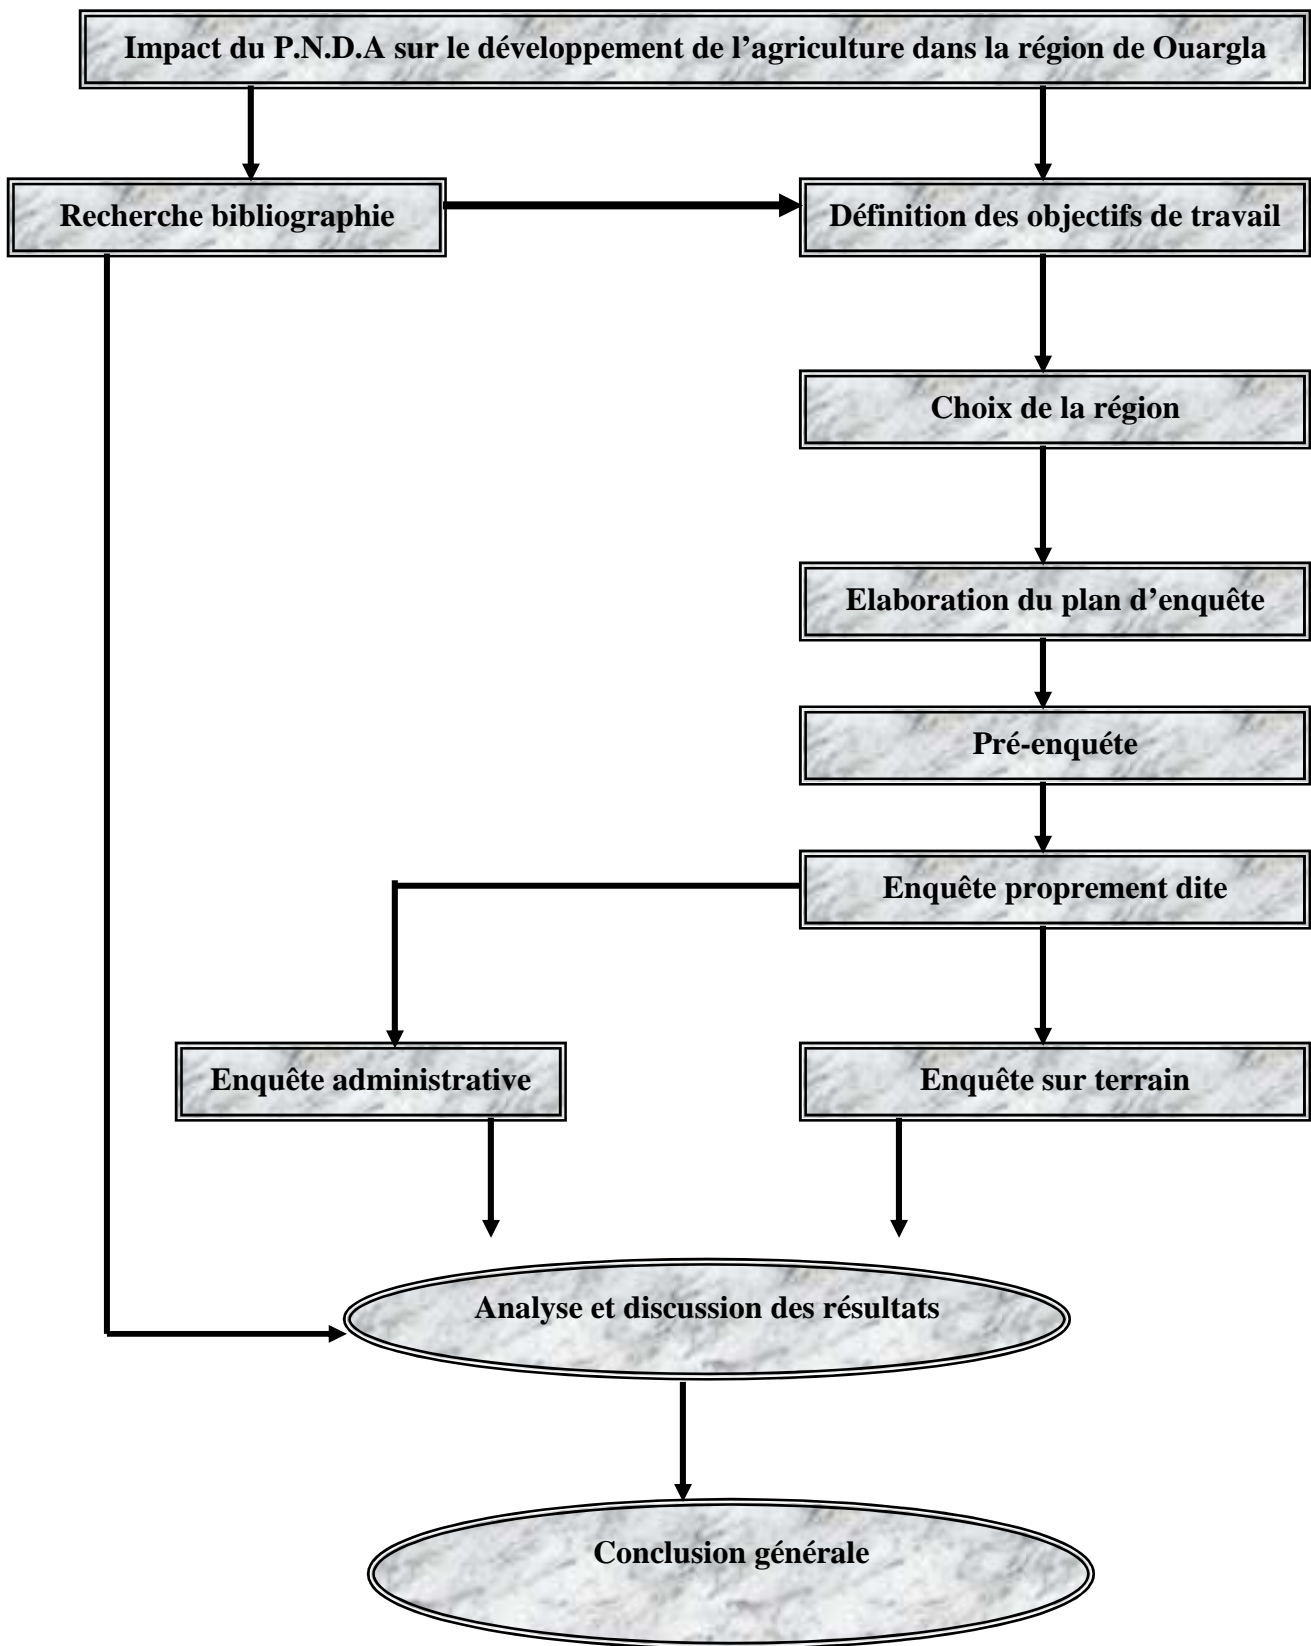 Impact du P.N.D.A sur le développement de l’agriculture dans la région de Ouargla
Recherche bibliographie
Définition des objectifs de travail
Choix de la région
Elaboration du plan d’enquête
Pré-enquéte
Enquête proprement dite
Enquête administrative
Enquête sur terrain
Analyse et discussion des résultats
Conclusion générale